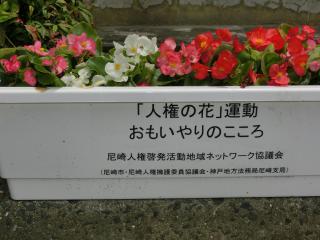 「人権の花」運動
おもいやりのこころ
尼崎人権啓発活動地域ネットワーク協議会
(尼崎市・尼崎人権擁護委員協議会・神戸地方法務局尼崎支局)